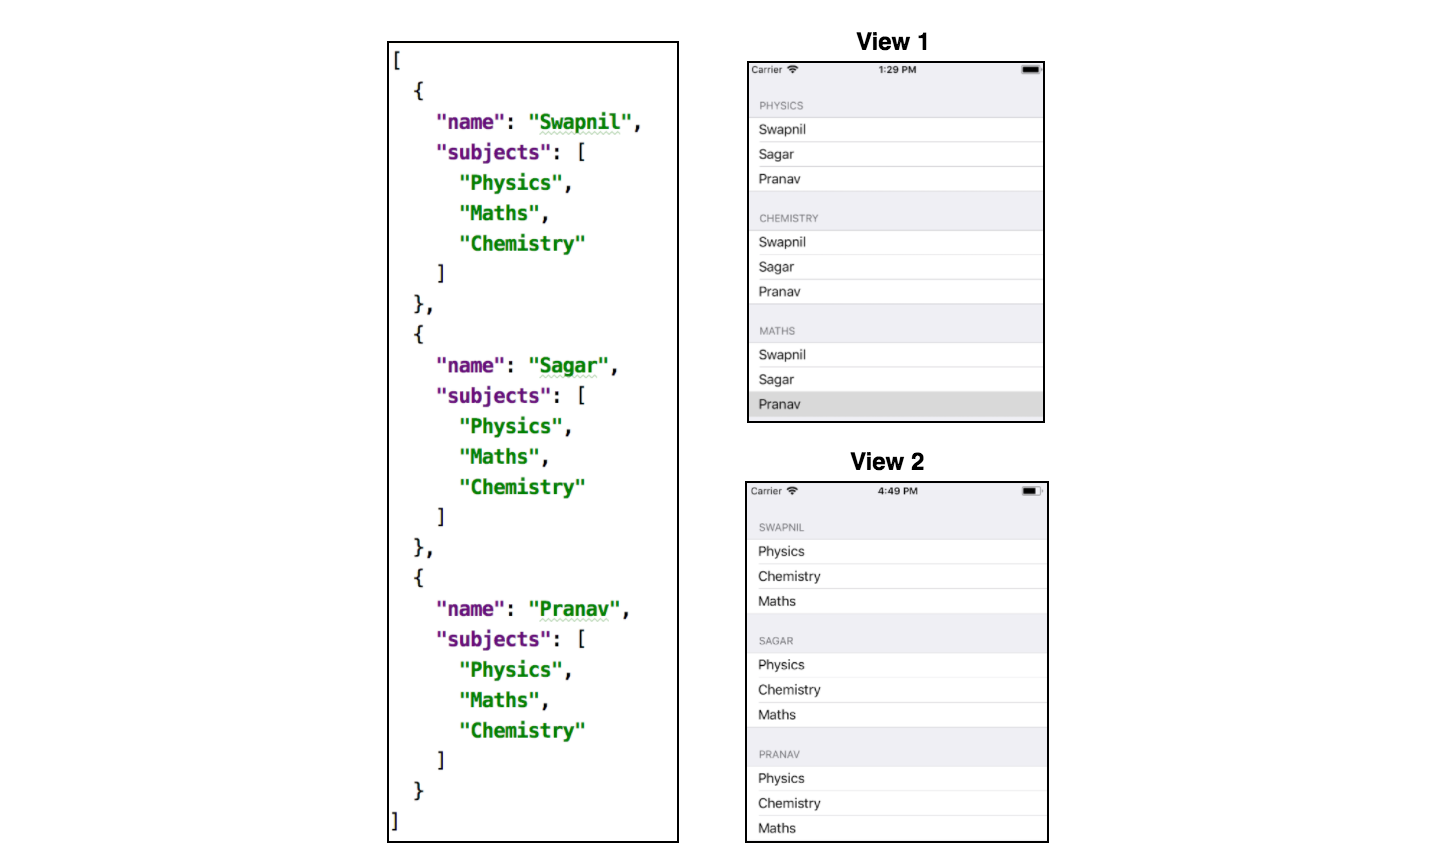 [
{
"name": "Swapnil",
"subjects": [
"Physics",
"Maths",
"Chemistry"
]
},
{
"name": "Sagar",
"subjects": [
"Physics",
"Maths",
"Chemistry"
]
},
{
"name": "Pranav",
"subjects": [
"Physics",
"Maths",
"Chemistry"
]
}
]
View 1
Carrier 1:29 PM
PHYSICS
Swapnil
Sagar
Pranav
CHEMISTRY
Swapnil
Sagar
Pranav
MATHS
Swapnil
Sagar
Pranav
View 2
Carrier 4:49 PM
SWAPNIL
Physics
Chemistry
Maths
SAGAR
Physics
Chemistry
Maths
PRANAV
Physics
Chemistry
Maths